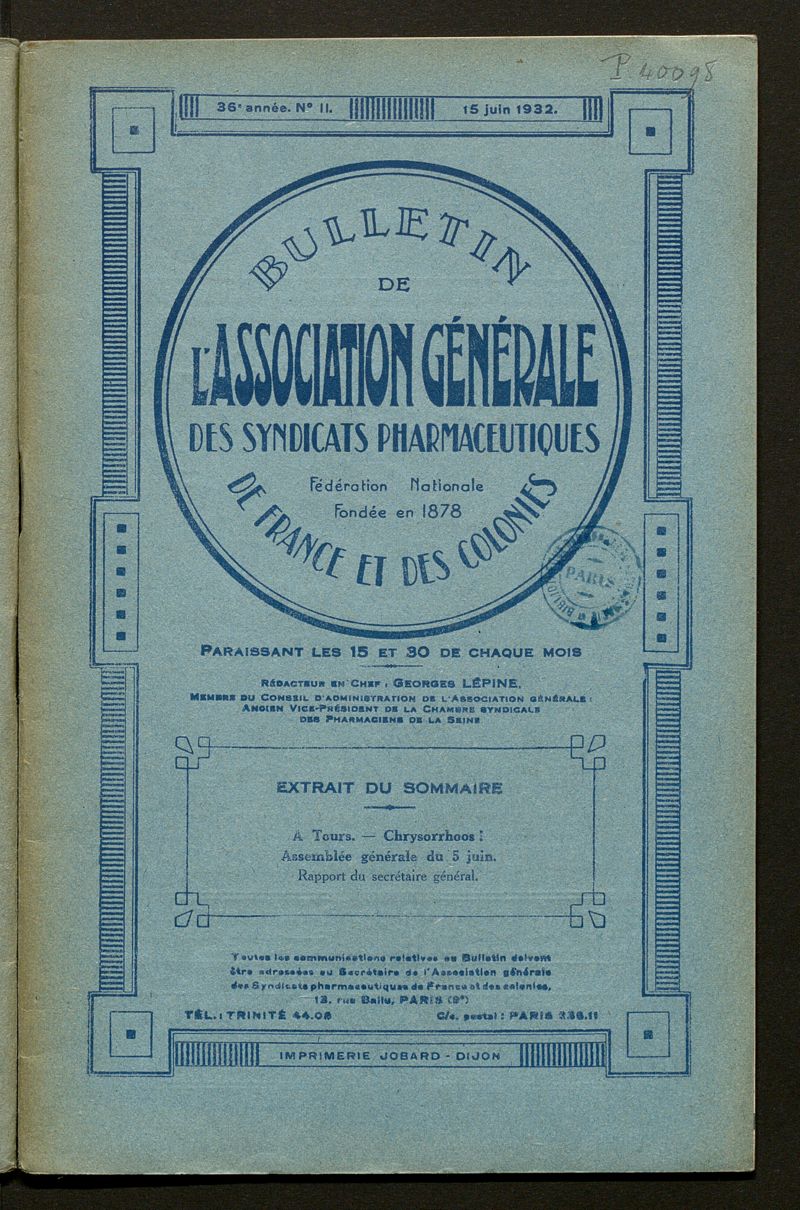 P 40098
36e année. No 11. 15 juin 1932.
BULLETIN
DE
L'ASSOCIATION GÉNÉRALE
DES SYNDICATS PHARMACEUTIQUES
Fédération Nationale
Fondée en 1878
DE FRANCE ET DES COLONIES
PARIS
PARAISSANT LES 15 ET 30 DE CHAQUE MOIS
RÉDACTEUR EN CHEF : GEORGES LÉPINE,
MEMBRE DU CONSEIL D'ADMINISTRATION DE L'ASSOCIATION GÉNÉRALE :
ANCIEN VICE-PRÉSIDENT DE LA CHAMBRE SYNDICALE
DES PHARMACIENS DE LA SEINE
EXTRAIT DU SOMMAIRE
A Tours. — Chrysorrhoos !
Assemblée générale du 5 juin.
Rapport du secrétaire général.
Toutes les communications relatives au Bulletin doivent
être adressées au Secrétaire de l'Association générale
des Syndicats pharmaceutiques de France et des colonies,
13, rue Ballu, PARIS (9e)
TÉL. : TRINITÉ 44.08 C/c. postal : PARIS 236.11
IMPRIMERIE JOBARD - DIJON